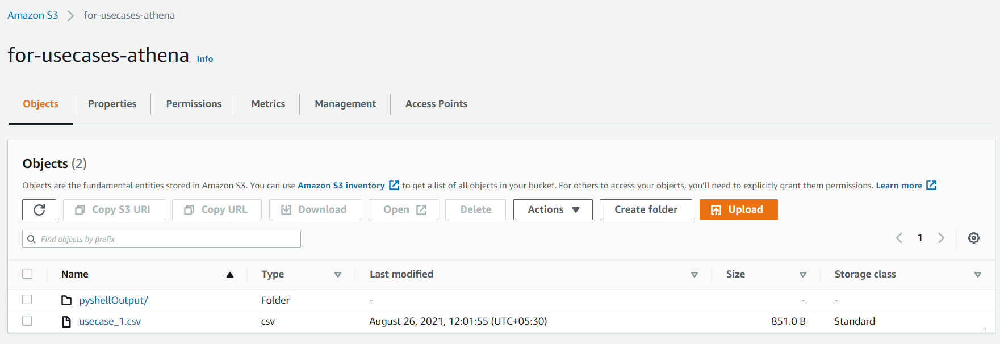 Amazon S3 for-usecases-athena
for-usecases-athena Info
Objects Properties Permissions Metrics Management Access Points
Objects (2)
Objects are the fundamental entities stored in Amazon S3. You can use Amazon S3 inventory to get a list of all objects in your bucket. For others to access your objects, you'll need to explicitly grant them permissions. Learn more
Copy S3 URI Copy URL Download Open Delete Actions Create folder Upload
Find objects by prefix 1
Name Type Last modified Size Storage class
pyshellOutput/ Folder - - -
usecase_1.csv csv August 26, 2021, 12:01:55 (UTC+05:30) 851.0 B Standard